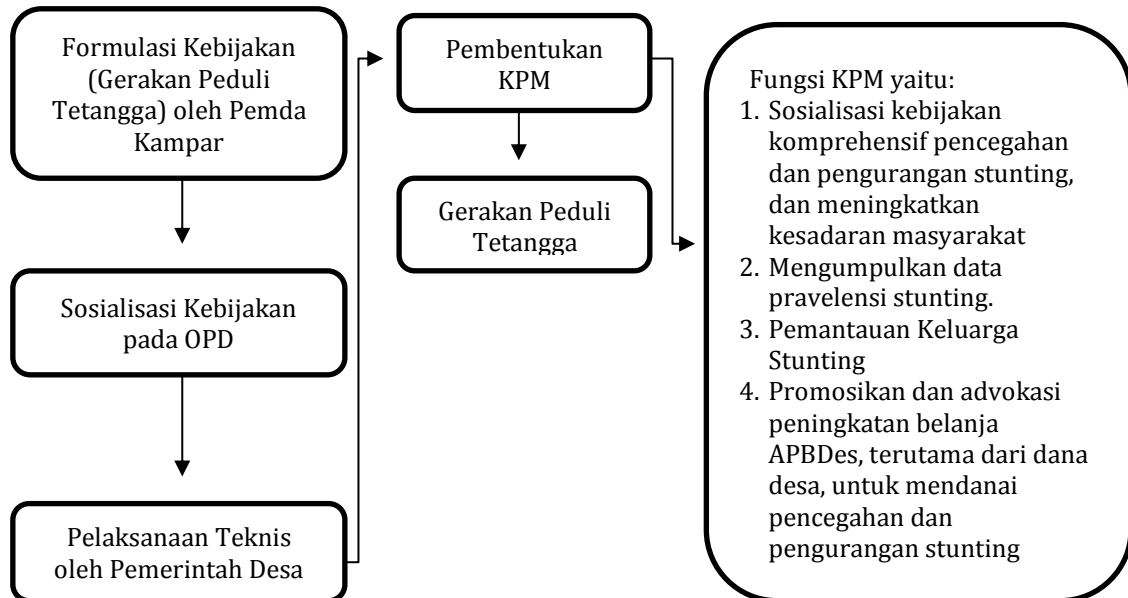 Formulasi Kebijakan
(Gerakan Peduli
Tetangga) oleh Pemda
Kampar
Sosialisasi Kebijakan
pada OPD
Pelaksanaan Teknis
oleh Pemerintah Desa
Pembentukan
KPM
Gerakan Peduli
Tetangga
Fungsi KPM yaitu:
1. Sosialisasi kebijakan
komprehensif pencegahan
dan pengurangan stunting,
dan meningkatkan
kesadaran masyarakat
2. Mengumpulkan data
pravelensi stunting.
3. Pemantauan Keluarga
Stunting
4. Promosikan dan advokasi
peningkatan belanja
APBDes, terutama dari dana
desa, untuk mendanai
pencegahan dan
pengurangan stunting